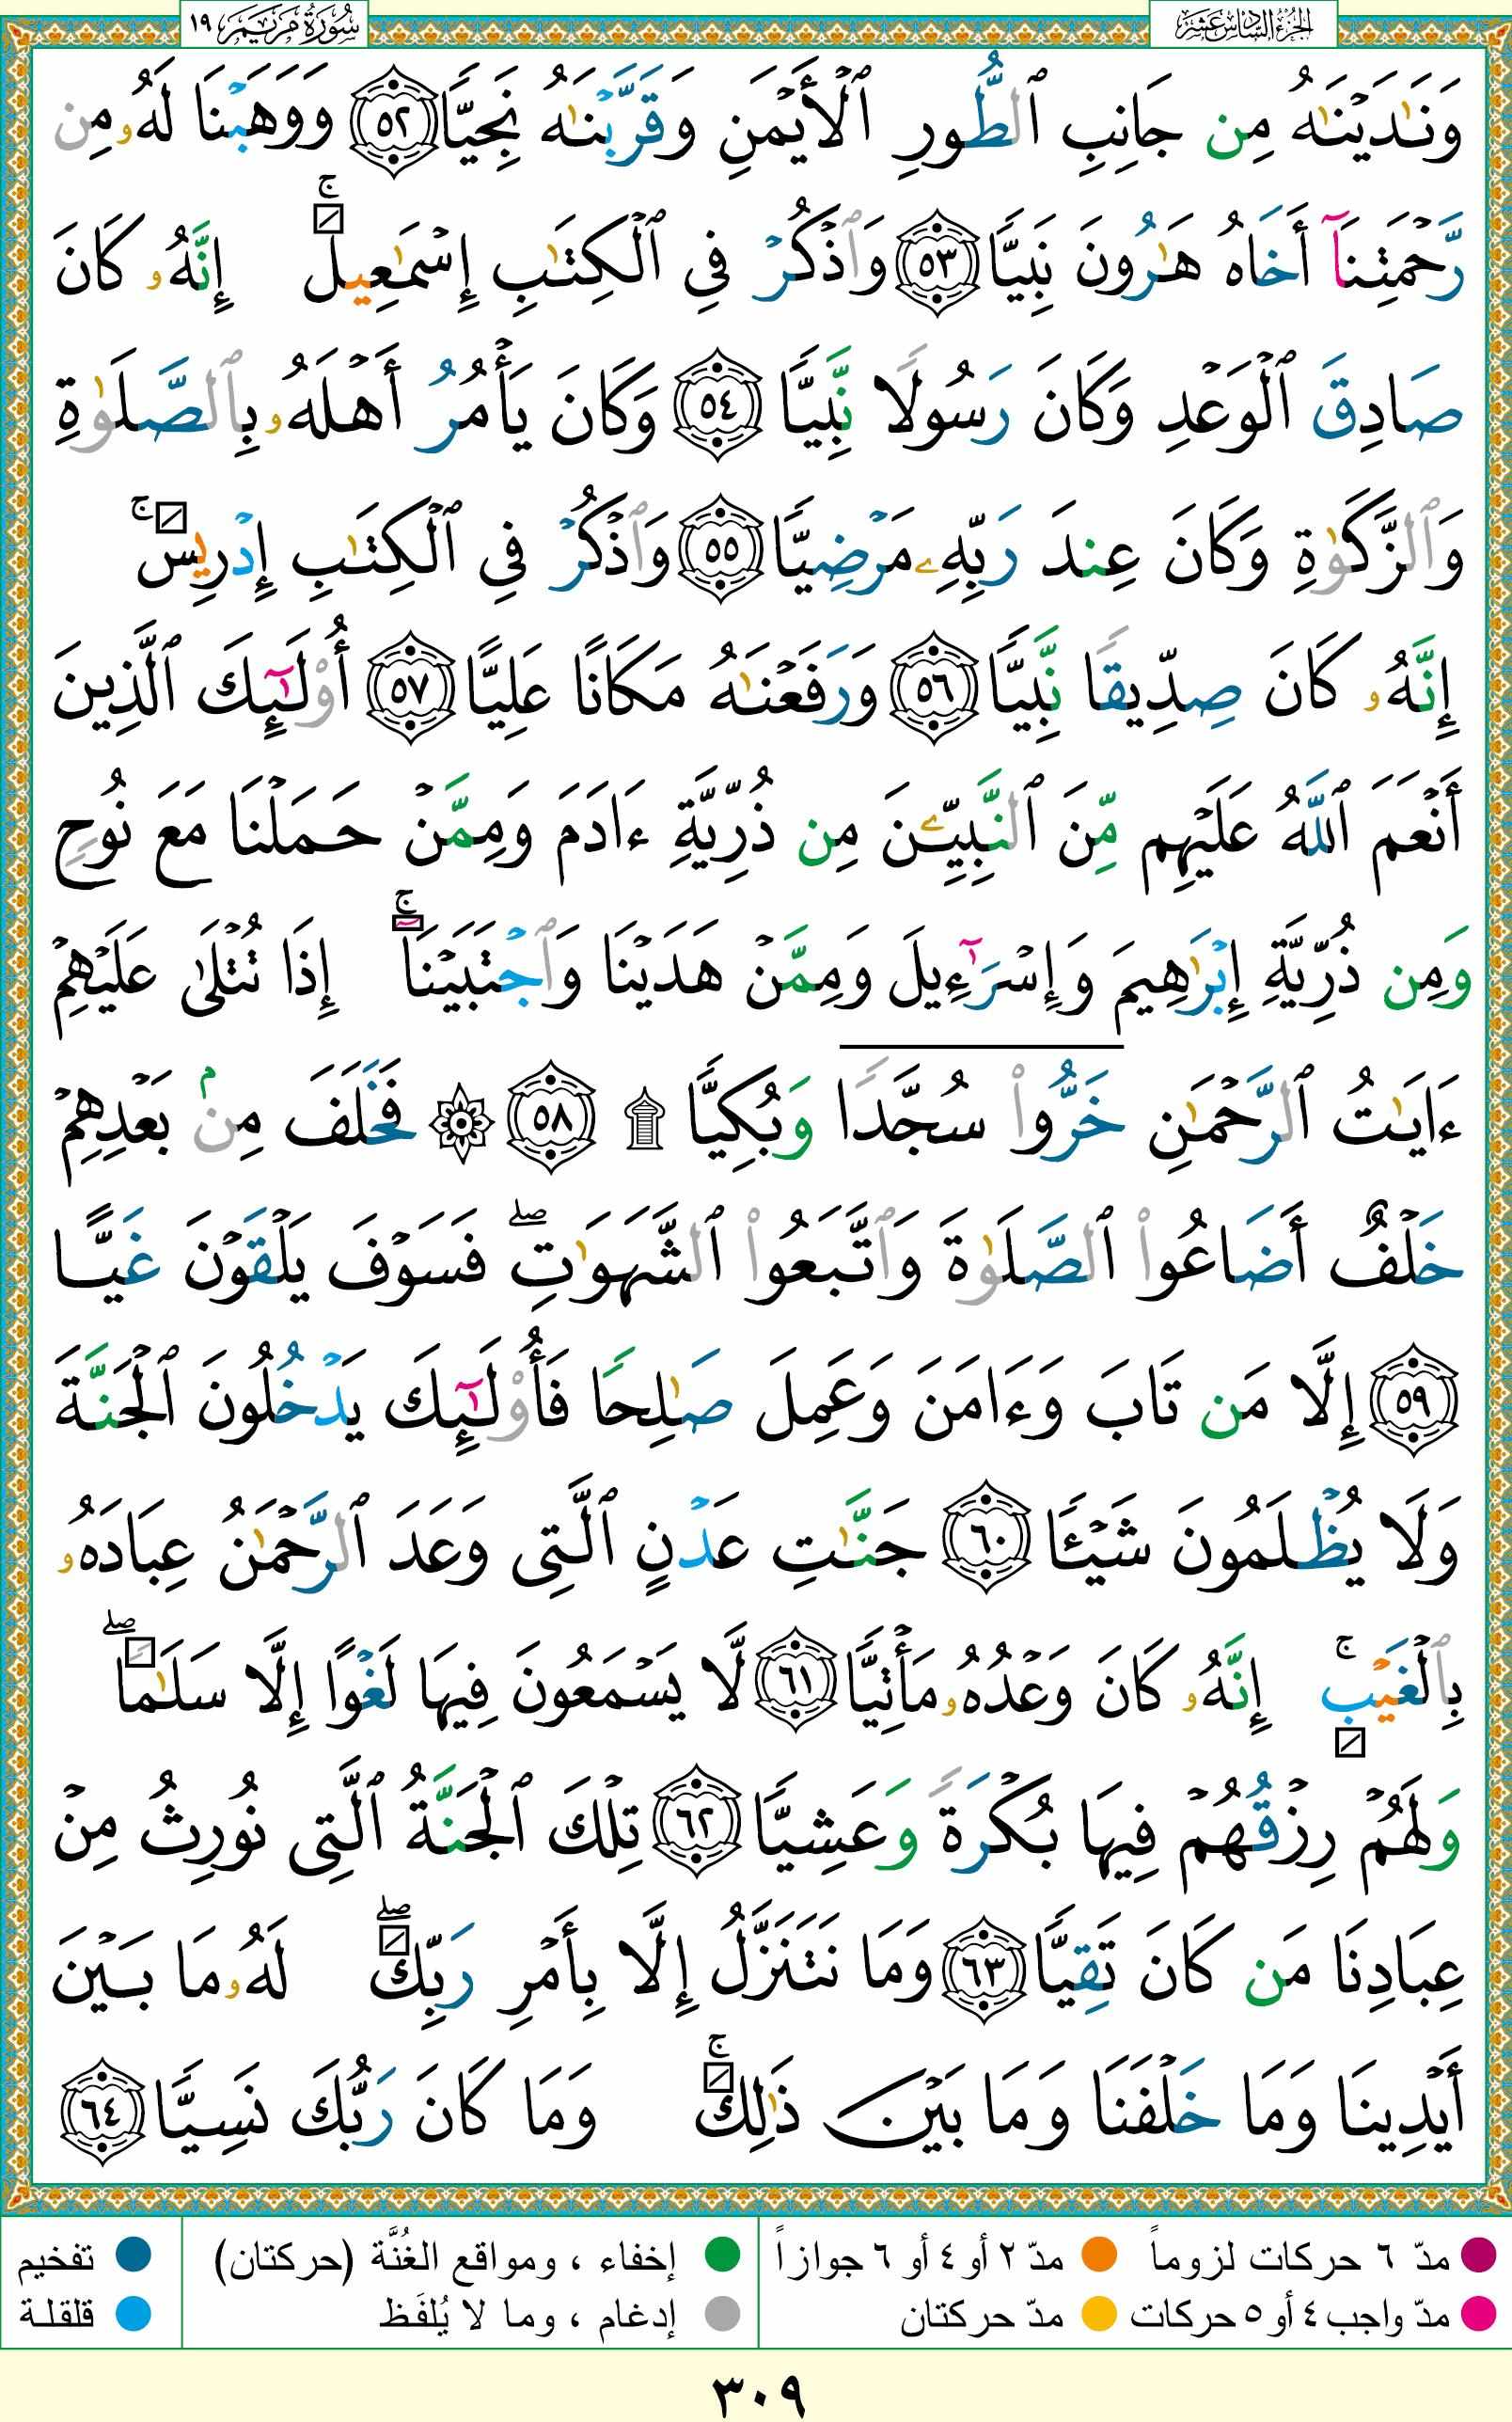 الجزء السادس عشر
سورة مريم ١٩
وَنَٰدَيْنَٰهُ مِن جَانِبِ ٱلطُّورِ ٱلْأَيْمَنِ وَقَرَّبْنَٰهُ نَجِيًّا ٥٢ وَوَهَبْنَا لَهُۥ مِن
رَّحْمَتِنَآ أَخَاهُ هَٰرُونَ نَبِيًّا ٥٣ وَٱذْكُرْ فِي ٱلْكِتَٰبِ إِسْمَٰعِيلَ ۚ إِنَّهُۥ كَانَ
صَادِقَ ٱلْوَعْدِ وَكَانَ رَسُولًا نَّبِيًّا ٥٤ وَكَانَ يَأْمُرُ أَهْلَهُۥ بِٱلصَّلَوٰةِ
وَٱلزَّكَوٰةِ وَكَانَ عِندَ رَبِّهِۦ مَرْضِيًّا ٥٥ وَٱذْكُرْ فِي ٱلْكِتَٰبِ إِدْرِيسَ ۚ
إِنَّهُۥ كَانَ صِدِّيقًا نَّبِيًّا ٥٦ وَرَفَعْنَٰهُ مَكَانًا عَلِيًّا ٥٧ أُو۟لَٰٓئِكَ ٱلَّذِينَ
أَنْعَمَ ٱللَّهُ عَلَيْهِم مِّنَ ٱلنَّبِيِّۦنَ مِن ذُرِّيَّةِ ءَادَمَ وَمِمَّنْ حَمَلْنَا مَعَ نُوحٍ
وَمِن ذُرِّيَّةِ إِبْرَٰهِيمَ وَإِسْرَٰٓءِيلَ وَمِمَّنْ هَدَيْنَا وَٱجْتَبَيْنَآ ۚ إِذَا تُتْلَىٰ عَلَيْهِمْ
ءَايَٰتُ ٱلرَّحْمَٰنِ خَرُّوا۟ سُجَّدًا وَبُكِيًّا ۩ ٥٨ ۞ فَخَلَفَ مِنۢ بَعْدِهِمْ
خَلْفٌ أَضَاعُوا۟ ٱلصَّلَوٰةَ وَٱتَّبَعُوا۟ ٱلشَّهَوَٰتِ ۖ فَسَوْفَ يَلْقَوْنَ غَيًّا
٥٩ إِلَّا مَن تَابَ وَءَامَنَ وَعَمِلَ صَٰلِحًا فَأُو۟لَٰٓئِكَ يَدْخُلُونَ ٱلْجَنَّةَ
وَلَا يُظْلَمُونَ شَيْـًٔا ٦٠ جَنَّٰتِ عَدْنٍ ٱلَّتِى وَعَدَ ٱلرَّحْمَٰنُ عِبَادَهُۥ
بِٱلْغَيْبِ ۚ إِنَّهُۥ كَانَ وَعْدُهُۥ مَأْتِيًّا ٦١ لَّا يَسْمَعُونَ فِيهَا لَغْوًا إِلَّا سَلَٰمًا ۖ
وَلَهُمْ رِزْقُهُمْ فِيهَا بُكْرَةً وَعَشِيًّا ٦٢ تِلْكَ ٱلْجَنَّةُ ٱلَّتِى نُورِثُ مِنْ
عِبَادِنَا مَن كَانَ تَقِيًّا ٦٣ وَمَا نَتَنَزَّلُ إِلَّا بِأَمْرِ رَبِّكَ ۖ لَهُۥ مَا بَيْنَ
أَيْدِينَا وَمَا خَلْفَنَا وَمَا بَيْنَ ذَٰلِكَ ۚ وَمَا كَانَ رَبُّكَ نَسِيًّا ٦٤
مدّ ٦ حركات لزوماً مدّ ٢ أو ٤ أو ٦ جوازاً إخفاء ، ومواقع الغُنَّة (حركتان) تفخيم
مدّ واجب ٤ أو ٥ حركات مدّ حركتان إدغام ، وما لا يُلفَظ قلقلة
٣٠٩